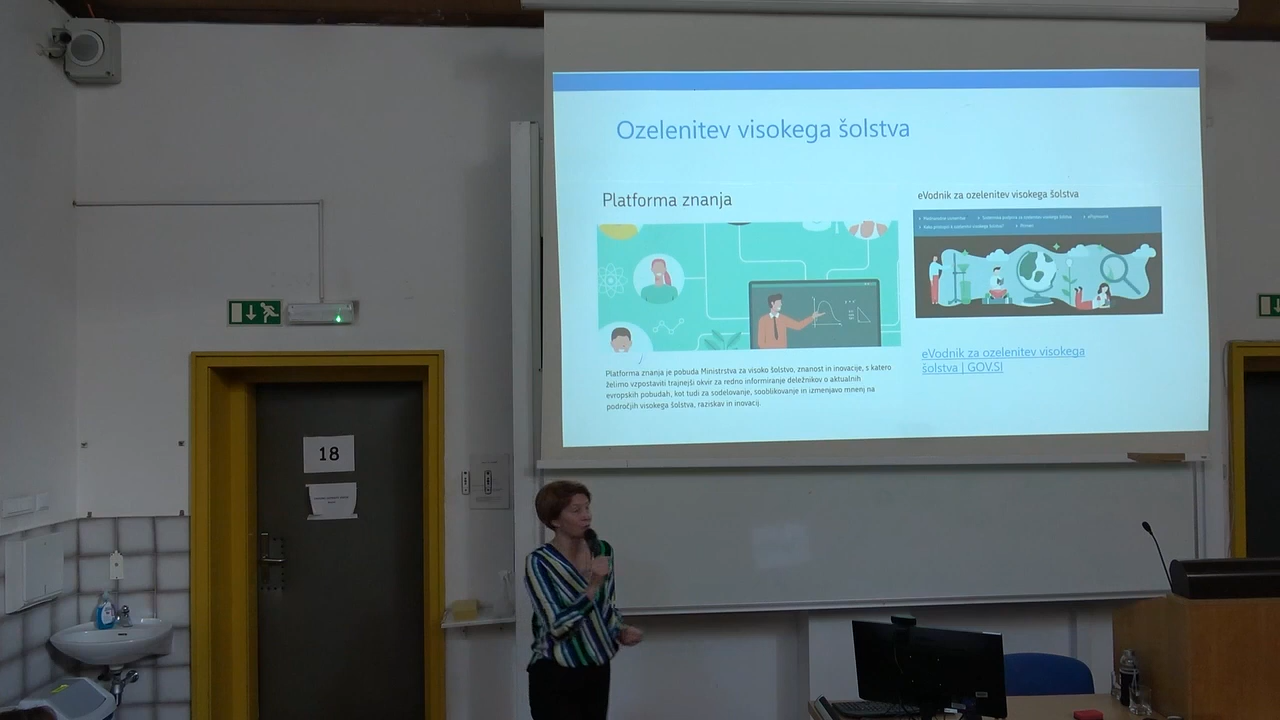 Ozelenitev visokega šolstva
Platforma znanja
eVodnik za ozelenitev visokega šolstva
Platforma znanja je pobuda Ministrstva za visoko šolstvo, znanost in inovacije, s katero
želimo vzpostaviti trajnejši okvir za redno informiranje deležnikov o aktualnih
evropskih pobudah, kot tudi za sodelovanje, sooblikovanje in izmenjavo mnenj na
področjih visokega šolstva, raziskav in inovacij.
eVodnik za ozelenitev visokega
šolstva | GOV.SI
18